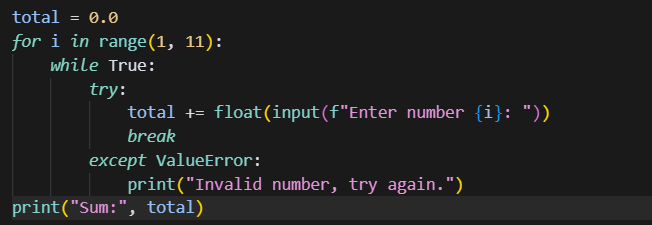 total = 0.0
for i in range(1, 11):
    while True:
        try:
            total += float(input(f"Enter number {i}: "))
            break
        except ValueError:
            print("Invalid number, try again.")
print("Sum:", total)